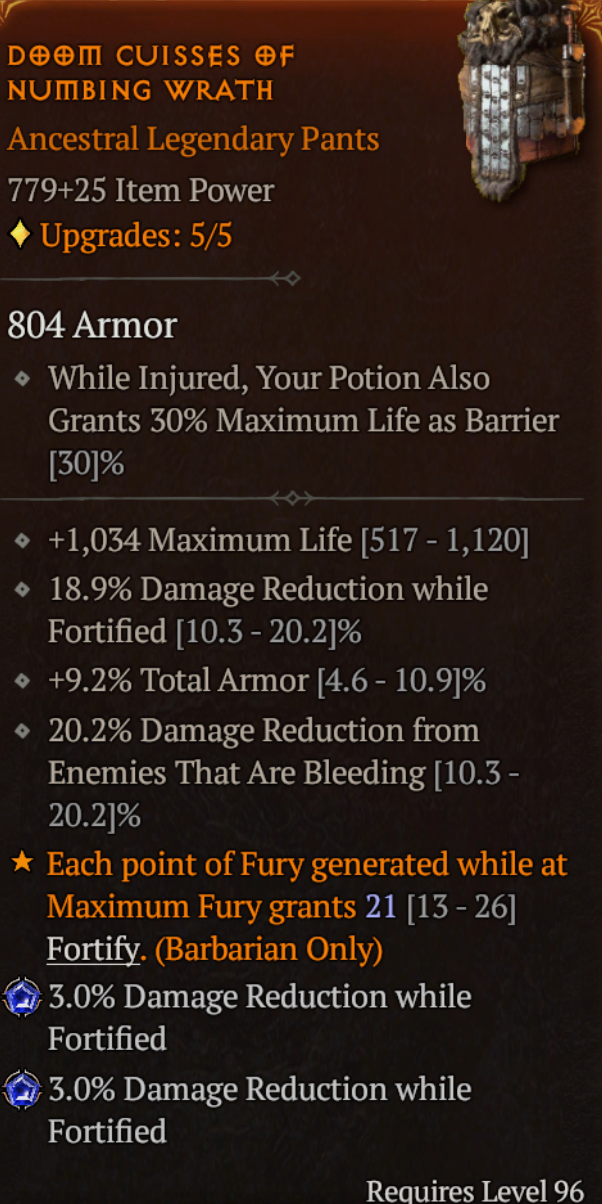 DOOM CUISSES OF
NUMBING WRATH
Ancestral Legendary Pants
779+25 Item Power
Upgrades: 5/5
804 Armor
While Injured, Your Potion Also
Grants 30% Maximum Life as Barrier
[30]%
+1,034 Maximum Life [517 - 1,120]
18.9% Damage Reduction while
Fortified [10.3 - 20.2]%
+9.2% Total Armor [4.6 - 10.9]%
20.2% Damage Reduction from
Enemies That Are Bleeding [10.3 -
20.2]%
Each point of Fury generated while at
Maximum Fury grants 21 [13 - 26]
Fortify. (Barbarian Only)
3.0% Damage Reduction while
Fortified
3.0% Damage Reduction while
Fortified
Requires Level 96